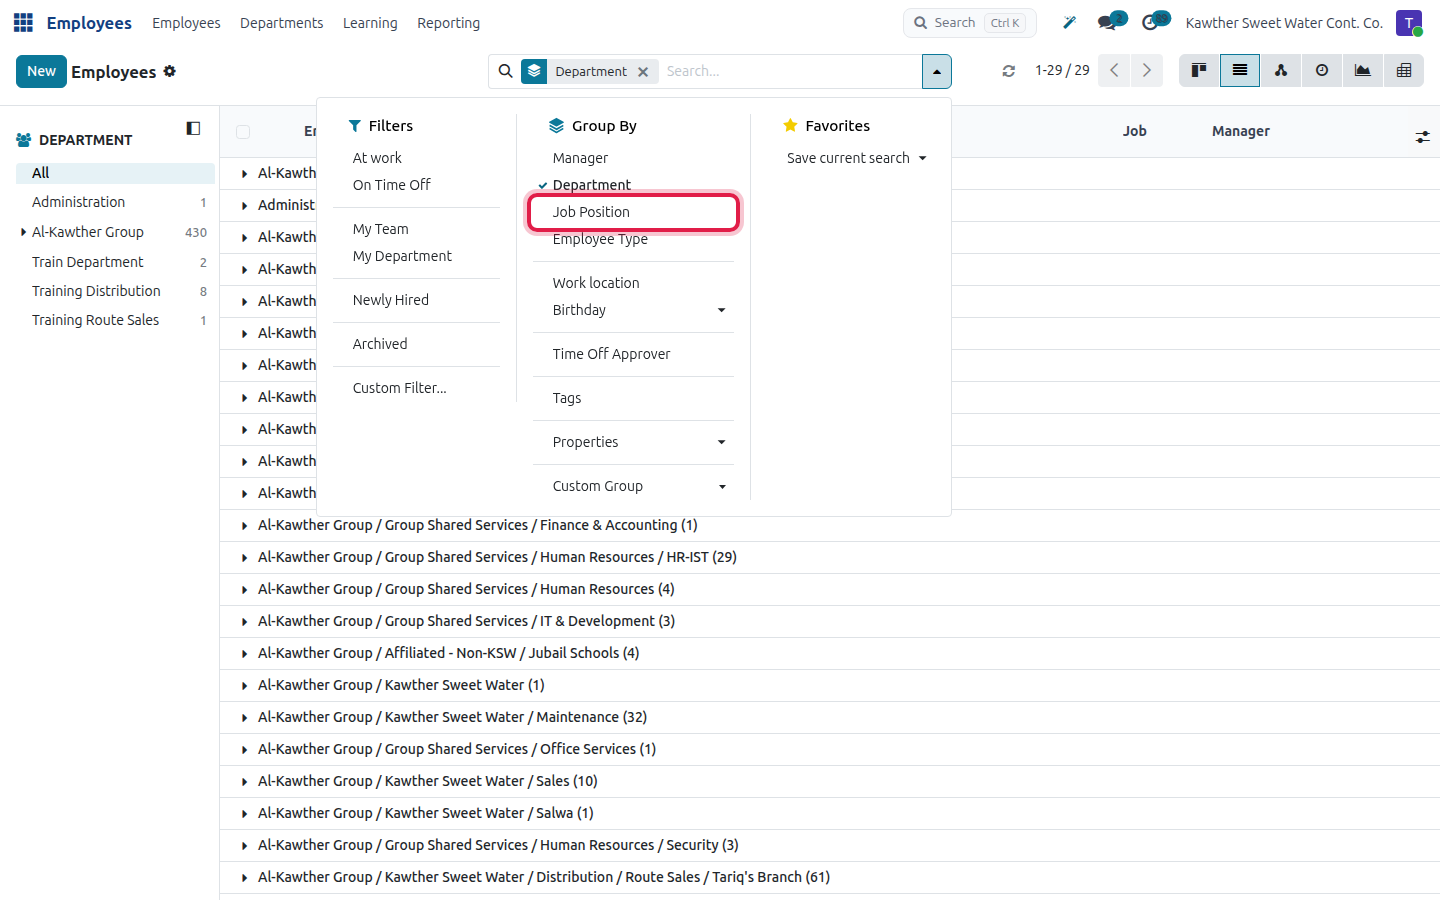 Employees Employees Departments Learning Reporting Search Ctrl K 2 Kawther Sweet Water Cont. Co. T
New Employees Department Search... 1-29 / 29
DEPARTMENT
All
Administration 1
Al-Kawther Group 430
Train Department 2
Training Distribution 8
Training Route Sales 1
Filters
At work
On Time Off
My Team
My Department
Newly Hired
Archived
Custom Filter...
Group By
Manager
Department
Job Position
Employee Type
Work location
Birthday
Time Off Approver
Tags
Properties
Custom Group
Favorites
Save current search
Job Manager
Al-Kawth
Administ
Al-Kawth
Al-Kawth
Al-Kawth
Al-Kawth
Al-Kawth
Al-Kawth
Al-Kawth
Al-Kawth
Al-Kawth
Al-Kawther Group / Group Shared Services / Finance & Accounting (1)
Al-Kawther Group / Group Shared Services / Human Resources / HR-IST (29)
Al-Kawther Group / Group Shared Services / Human Resources (4)
Al-Kawther Group / Group Shared Services / IT & Development (3)
Al-Kawther Group / Affiliated - Non-KSW / Jubail Schools (4)
Al-Kawther Group / Kawther Sweet Water (1)
Al-Kawther Group / Kawther Sweet Water / Maintenance (32)
Al-Kawther Group / Group Shared Services / Office Services (1)
Al-Kawther Group / Kawther Sweet Water / Sales (10)
Al-Kawther Group / Kawther Sweet Water / Salwa (1)
Al-Kawther Group / Group Shared Services / Human Resources / Security (3)
Al-Kawther Group / Kawther Sweet Water / Distribution / Route Sales / Tariq's Branch (61)